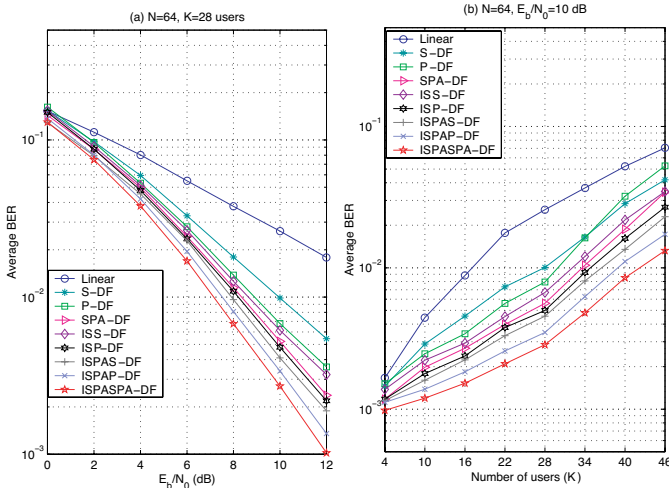 (a) N=64, K=28 users
Average BER
10^-1
10^-2
10^-3
Linear
S-DF
P-DF
SPA-DF
ISS-DF
ISP-DF
ISPAS-DF
ISPAP-DF
ISPASPA-DF
0 2 4 6 8 10 12
E_b/N_0 (dB)
(b) N=64, E_b/N_0=10 dB
Average BER
Linear
S-DF
P-DF
SPA-DF
ISS-DF
ISP-DF
ISPAS-DF
ISPAP-DF
ISPASPA-DF
10^-1
10^-2
10^-3
4 10 16 22 28 34 40 46
Number of users (K)